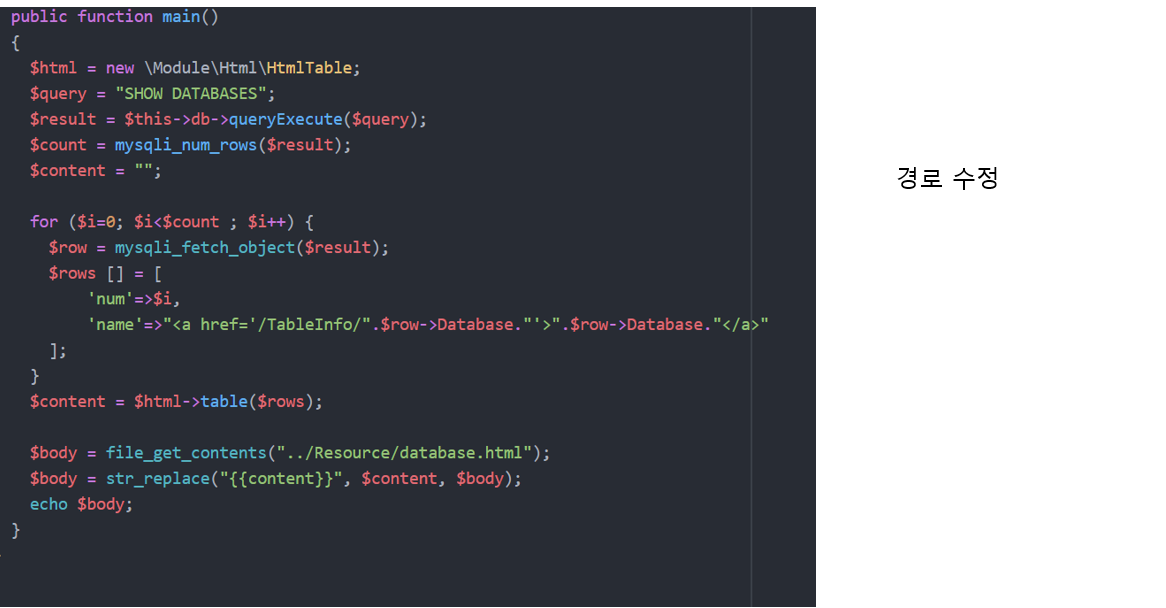 public function main()
{
  $html = new \Module\Html\HtmlTable;
  $query = "SHOW DATABASES";
  $result = $this->db->queryExecute($query);
  $count = mysqli_num_rows($result);
  $content = "";
  for ($i=0; $i<$count ; $i++) {
    $row = mysqli_fetch_object($result);
    $rows [] = [
        'num'=>$i,
        'name'=>"<a href='/TableInfo/".$row->Database."'>".$row->Database."</a>"
    ];
  }
  $content = $html->table($rows);
  $body = file_get_contents("../Resource/database.html");
  $body = str_replace("{{content}}", $content, $body);
  echo $body;
}
경로 수정